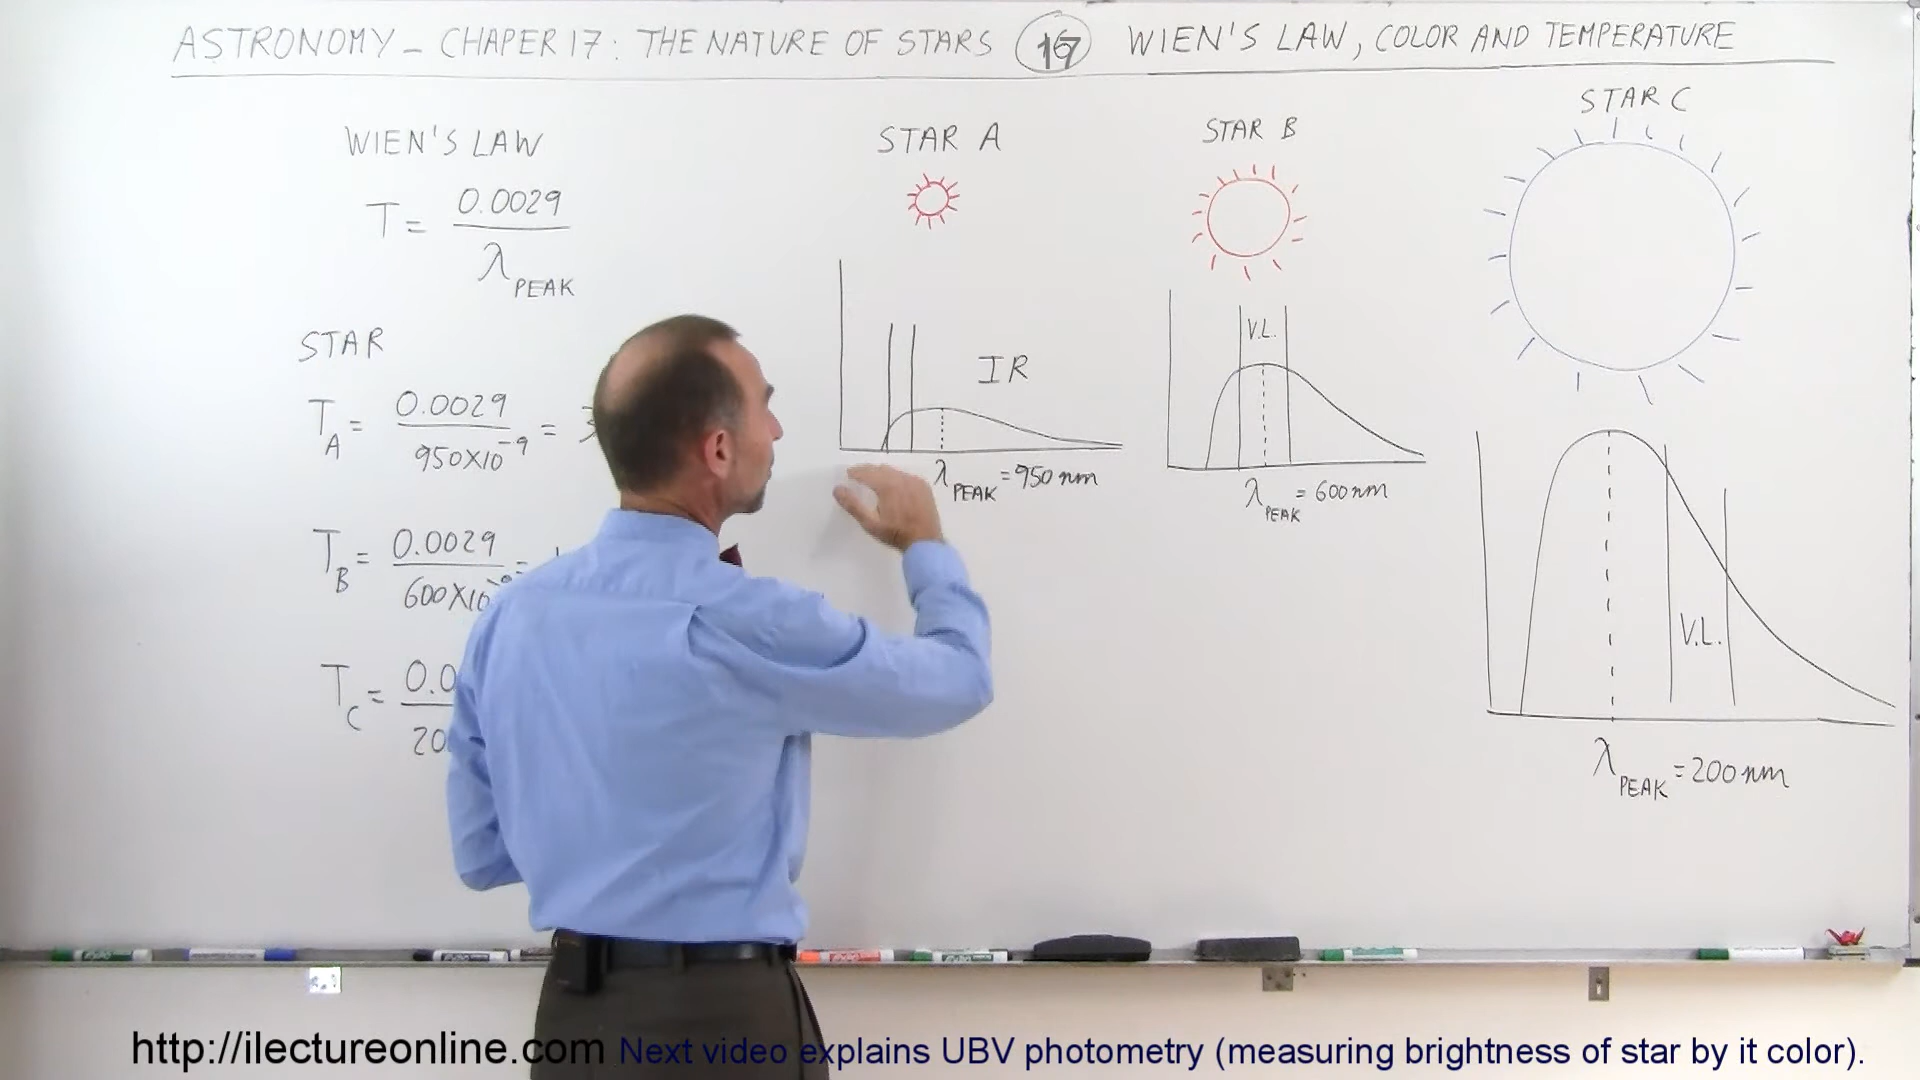 ASTRONOMY - CHAPER 17: THE NATURE OF STARS 17 WIEN'S LAW, COLOR AND TEMPERATURE
WIEN'S LAW
T = 0.0029
λ PEAK
STAR
T A = 0.0029 =
950X10 -9
T B = 0.0029 =
600X10
T C =
STAR A
IR
λ PEAK = 950 nm
STAR B
V.L.
λ PEAK = 600 nm
STAR C
V.L.
λ PEAK = 200 nm
http://ilectureonline.com Next video explains UBV photometry (measuring brightness of star by it color).